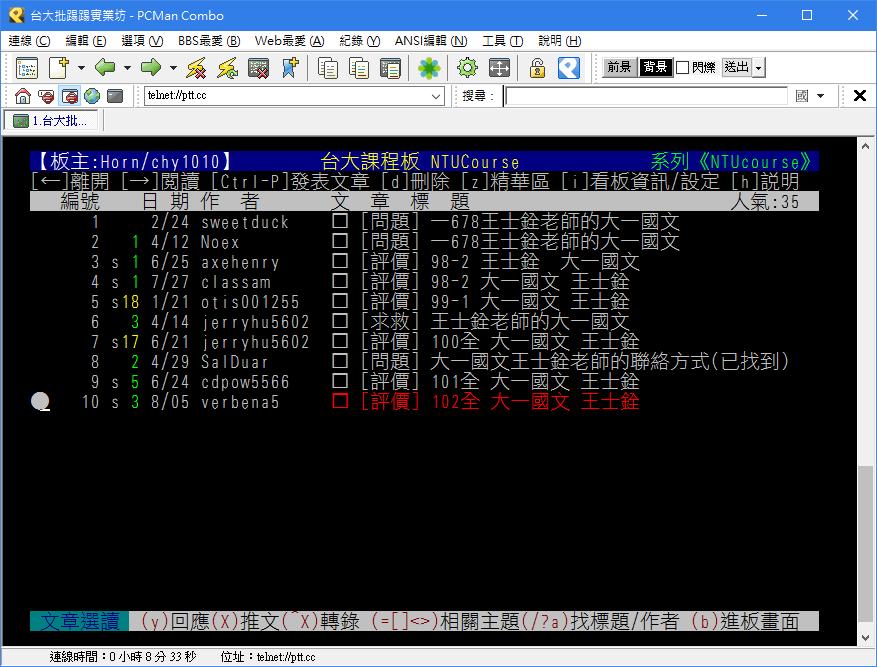 台大批踢踢實業坊 - PCMan Combo
連線 (C) 編輯 (E) 選項 (V) BBS最愛 (B) Web最愛 (A) 紀錄 (Y) ANSI編輯 (N) 工具 (T) 說明 (H)
前景 背景 閃爍 送出
telnet://ptt.cc 搜尋： 國
1.台大批...
【板主:Horn/chy1010】 台大課程板 NTUCourse 系列《NTUcourse》
[←]離開 [→]閱讀 [Ctrl-P]發表文章 [d]刪除 [z]精華區 [i]看板資訊/設定 [h]說明
編號 日 期 作 者 文 章 標 題 人氣:35
1 2/24 sweetduck □ [問題] 一678王士銓老師的大一國文
2 1 4/12 Noex □ [問題] 一678王士銓老師的大一國文
3 s 1 6/25 axehenry □ [評價] 98-2 王士銓 大一國文
4 s 1 7/27 classam □ [評價] 98-2 大一國文 王士銓
5 s18 1/21 otis001255 □ [評價] 99-1 大一國文 王士銓
6 3 4/14 jerryhu5602 □ [求救] 王士銓老師的大一國文
7 s17 6/21 jerryhu5602 □ [評價] 100全 大一國文 王士銓
8 2 4/29 SalDuar □ [問題] 大一國文王士銓老師的聯絡方式(已找到)
9 s 5 6/24 cdpow5566 □ [評價] 101全 大一國文 王士銓
● 10 s 3 8/05 verbena5 □ [評價] 102全 大一國文 王士銓
文章選讀 (y)回應(X)推文(^X)轉錄 (=[]<>)相關主題(/?a)找標題/作者 (b)進板畫面
連線時間：0 小時 8 分 33 秒 位址：telnet://ptt.cc